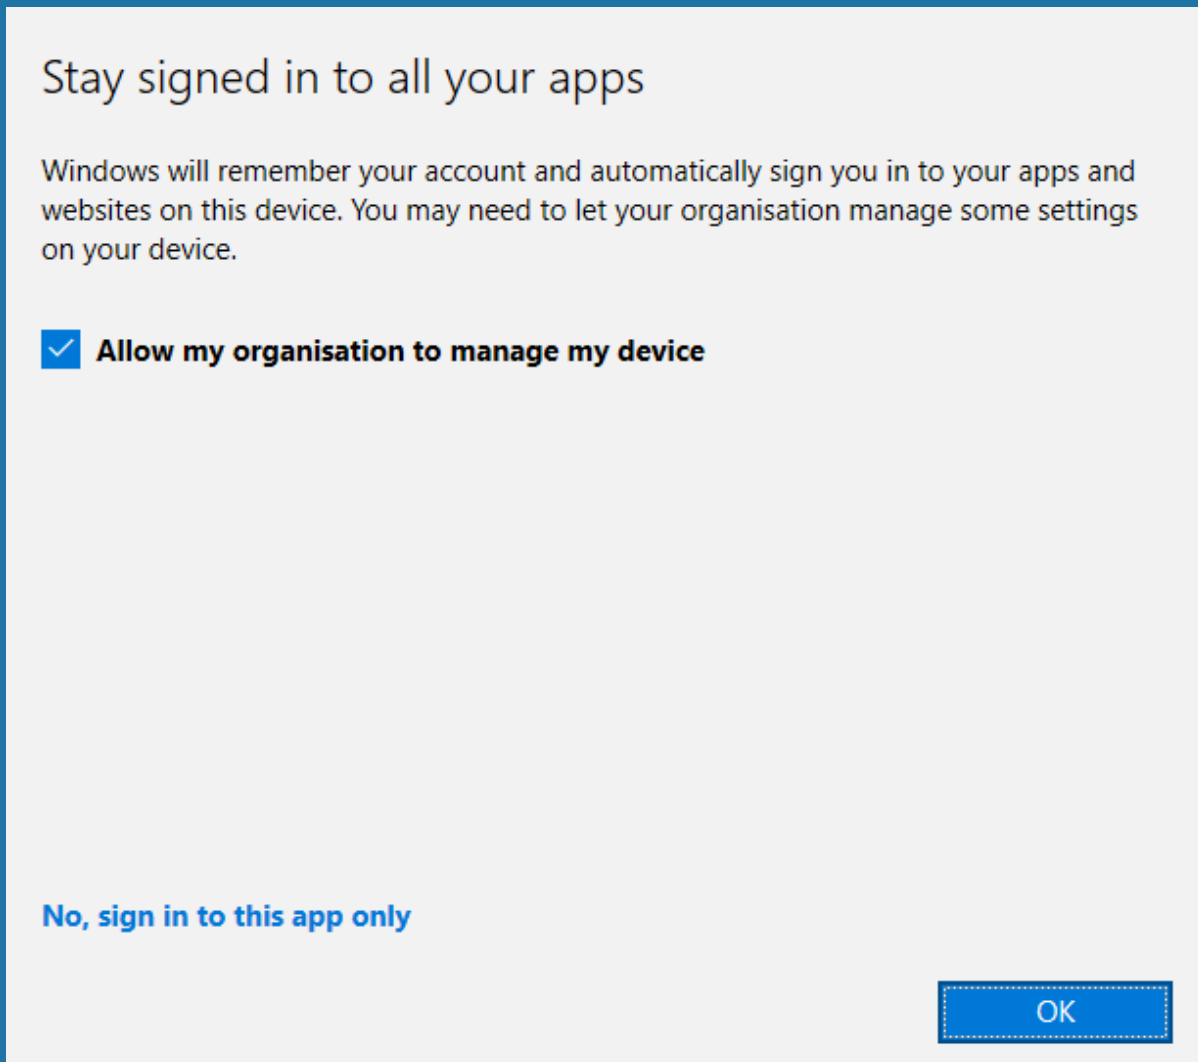 Stay signed in to all your apps
Windows will remember your account and automatically sign you in to your apps and
websites on this device. You may need to let your organisation manage some settings
on your device.
Allow my organisation to manage my device
No, sign in to this app only
OK